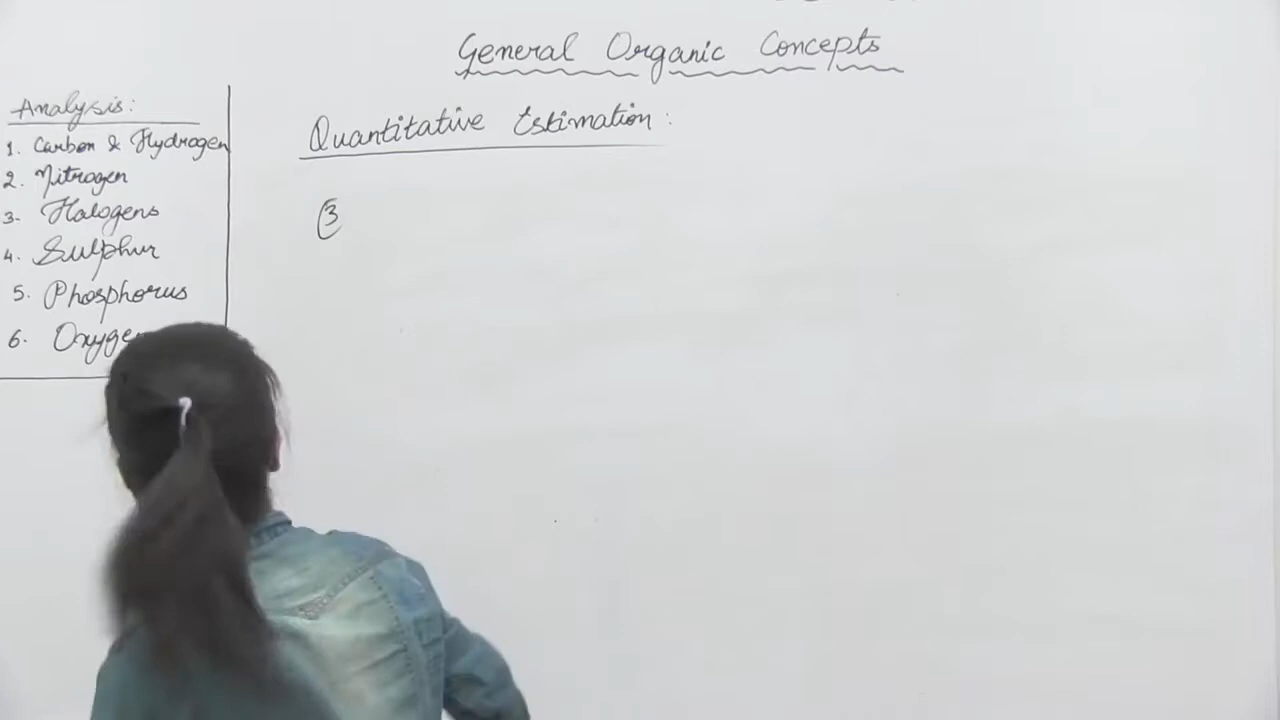 General Organic Concepts
Analysis:
1. Carbon & Hydrogen
2. Nitrogen
3. Halogens
4. Sulphur
5. Phosphorus
6. Oxygen
Quantitative Estimation:
3